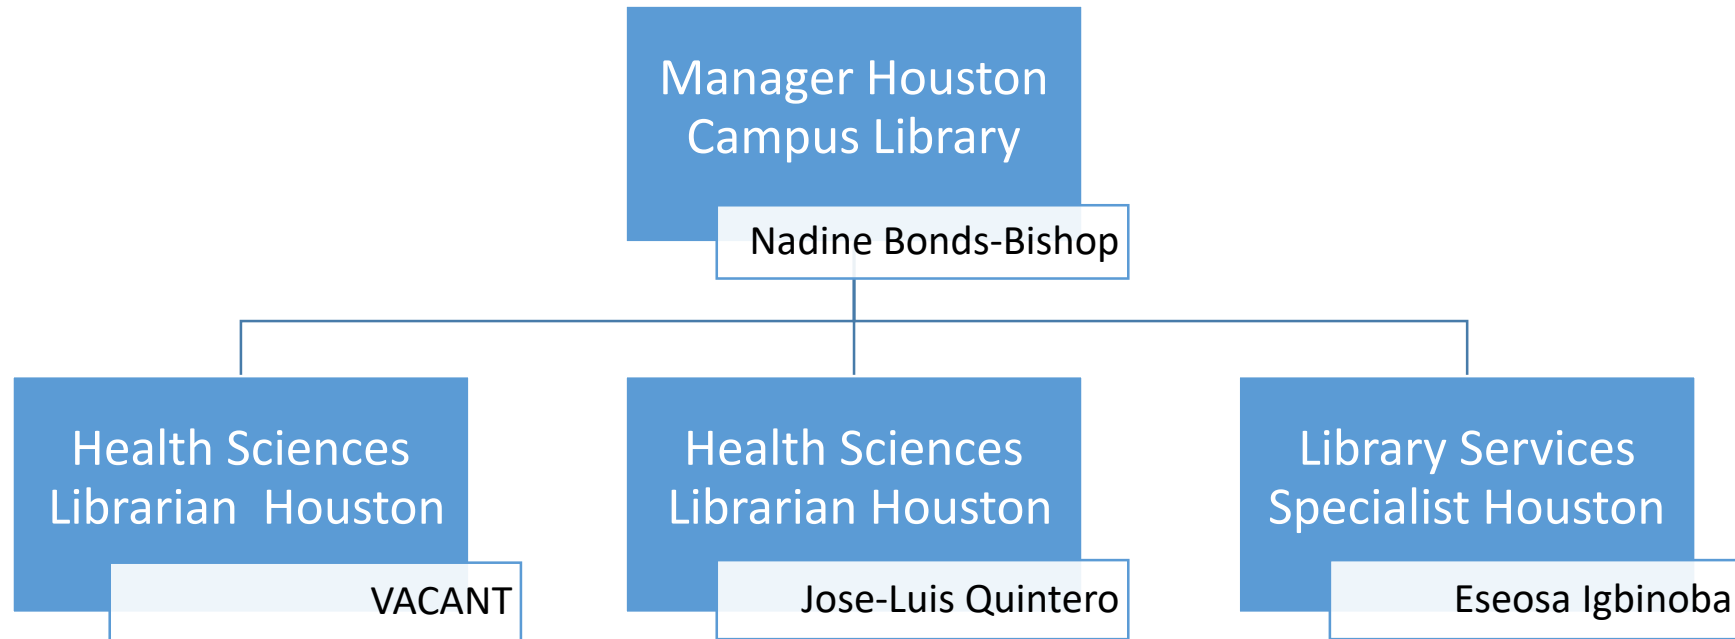 Manager Houston
Campus Library
Nadine Bonds-Bishop
Health Sciences
Librarian  Houston
VACANT
Health Sciences
Librarian Houston
Jose-Luis Quintero
Library Services
Specialist Houston
Eseosa Igbinoba